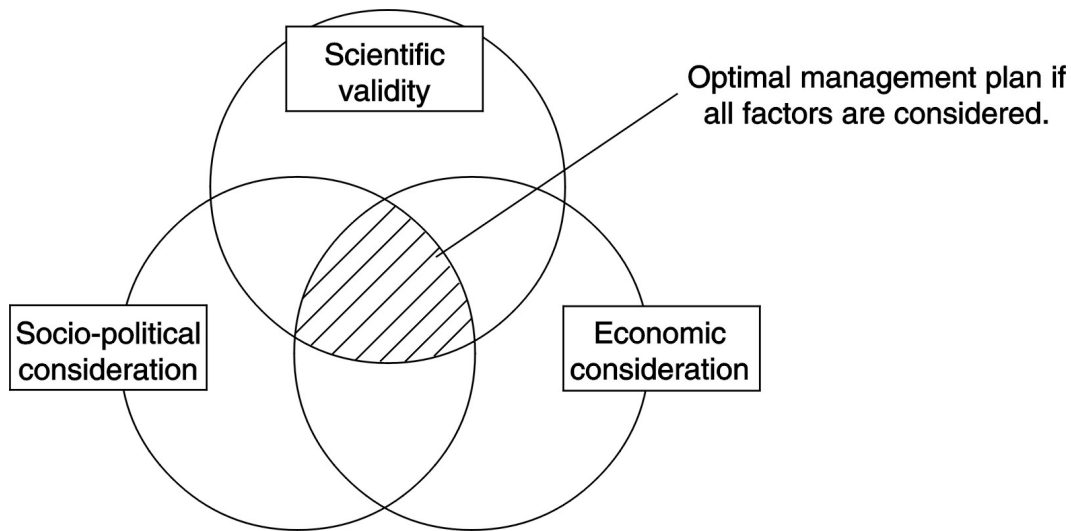 Scientific
validity
Optimal management plan if
all factors are considered.
Socio-political
consideration
Economic
consideration